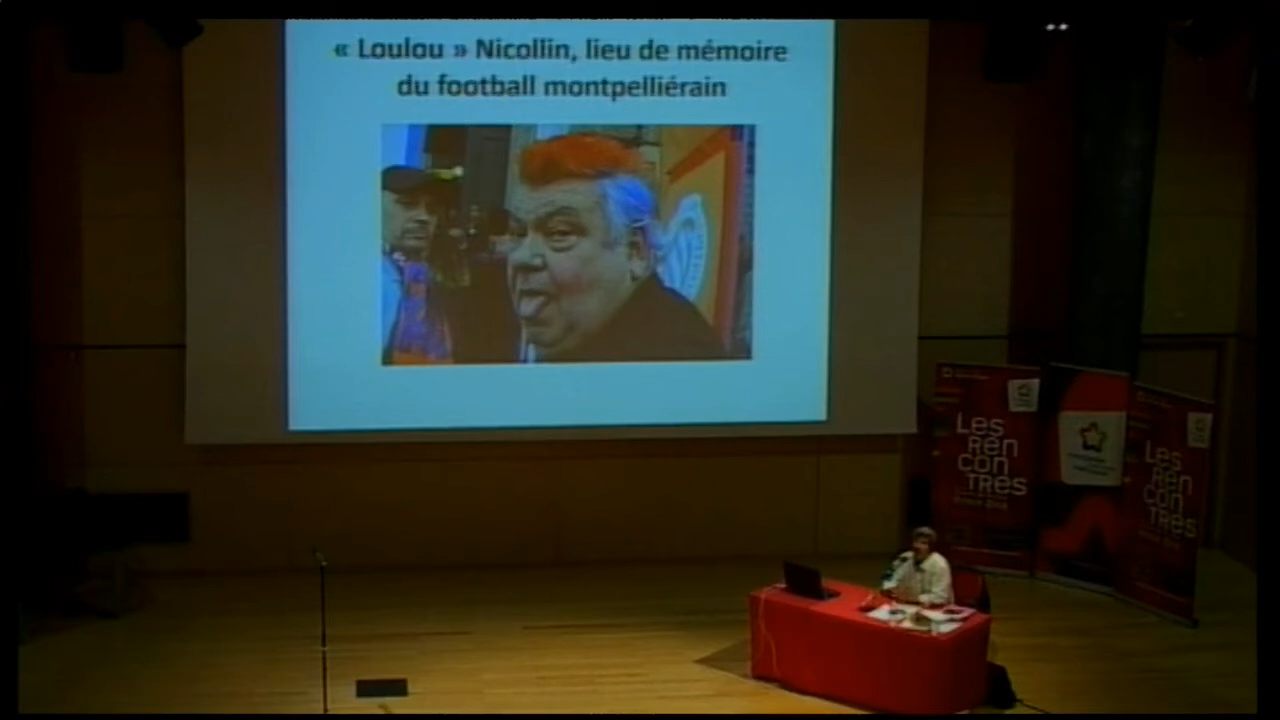 « Loulou » Nicollin, lieu de mémoire
du football montpelliérain
Les
Ren
con
Tres
Les
Ren
con
Tres